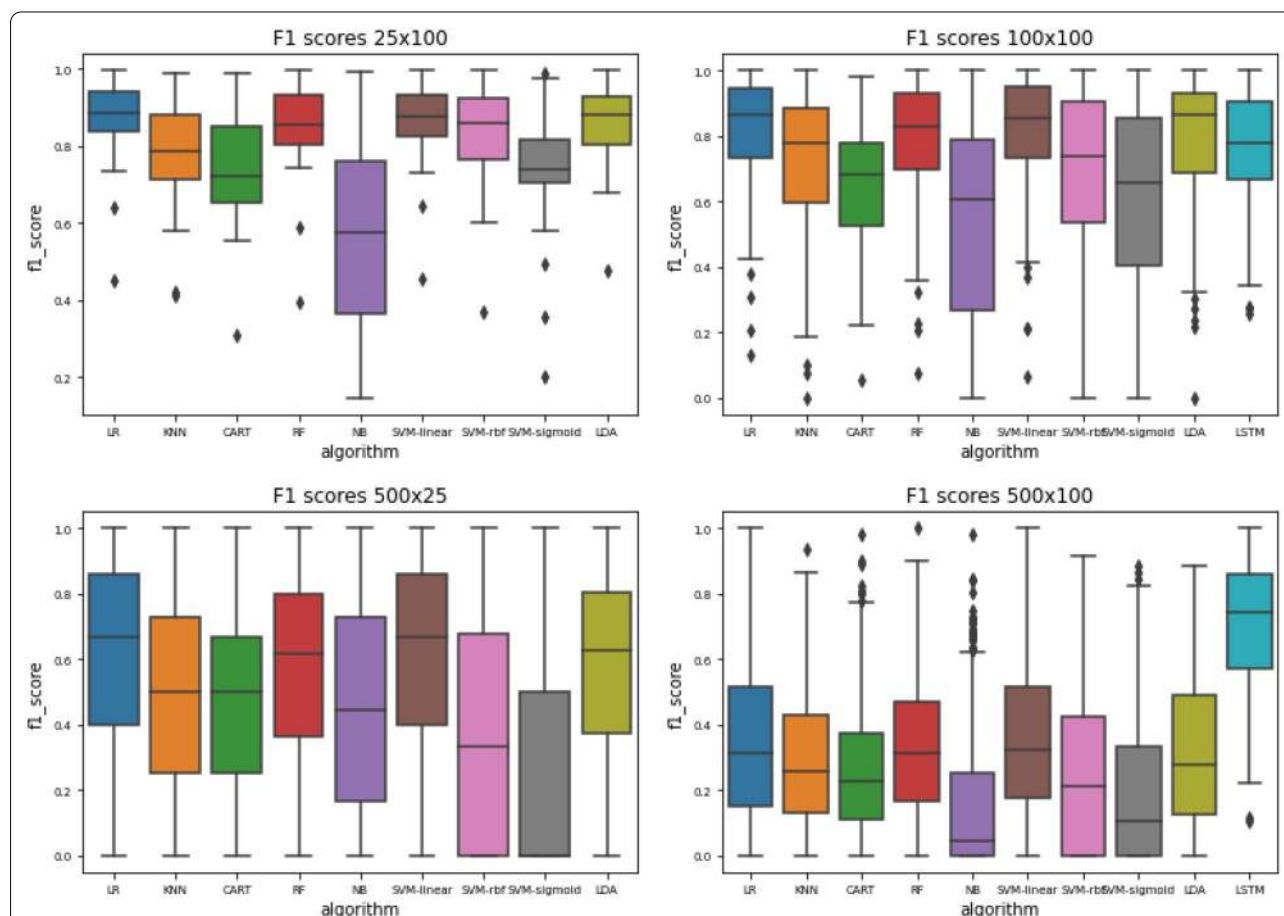 F1 scores 25x100
f1_score
1.0
0.8
0.6
0.4
0.2
LR KNN CART RF NB SVM-linear SVM-rbf SVM-sigmoid LDA
algorithm
F1 scores 100x100
f1_score
1.0
0.8
0.6
0.4
0.2
0.0
LR KNN CART RF NB SVM-linear SVM-rbf SVM-sigmoid LDA LSTM
algorithm
F1 scores 500x25
f1_score
1.0
0.8
0.6
0.4
0.2
0.0
LR KNN CART RF NB SVM-linear SVM-rbf SVM-sigmoid LDA
algorithm
F1 scores 500x100
f1_score
1.0
0.8
0.6
0.4
0.2
0.0
LR KNN CART RF NB SVM-linear SVM-rbf SVM-sigmoid LDA LSTM
algorithm